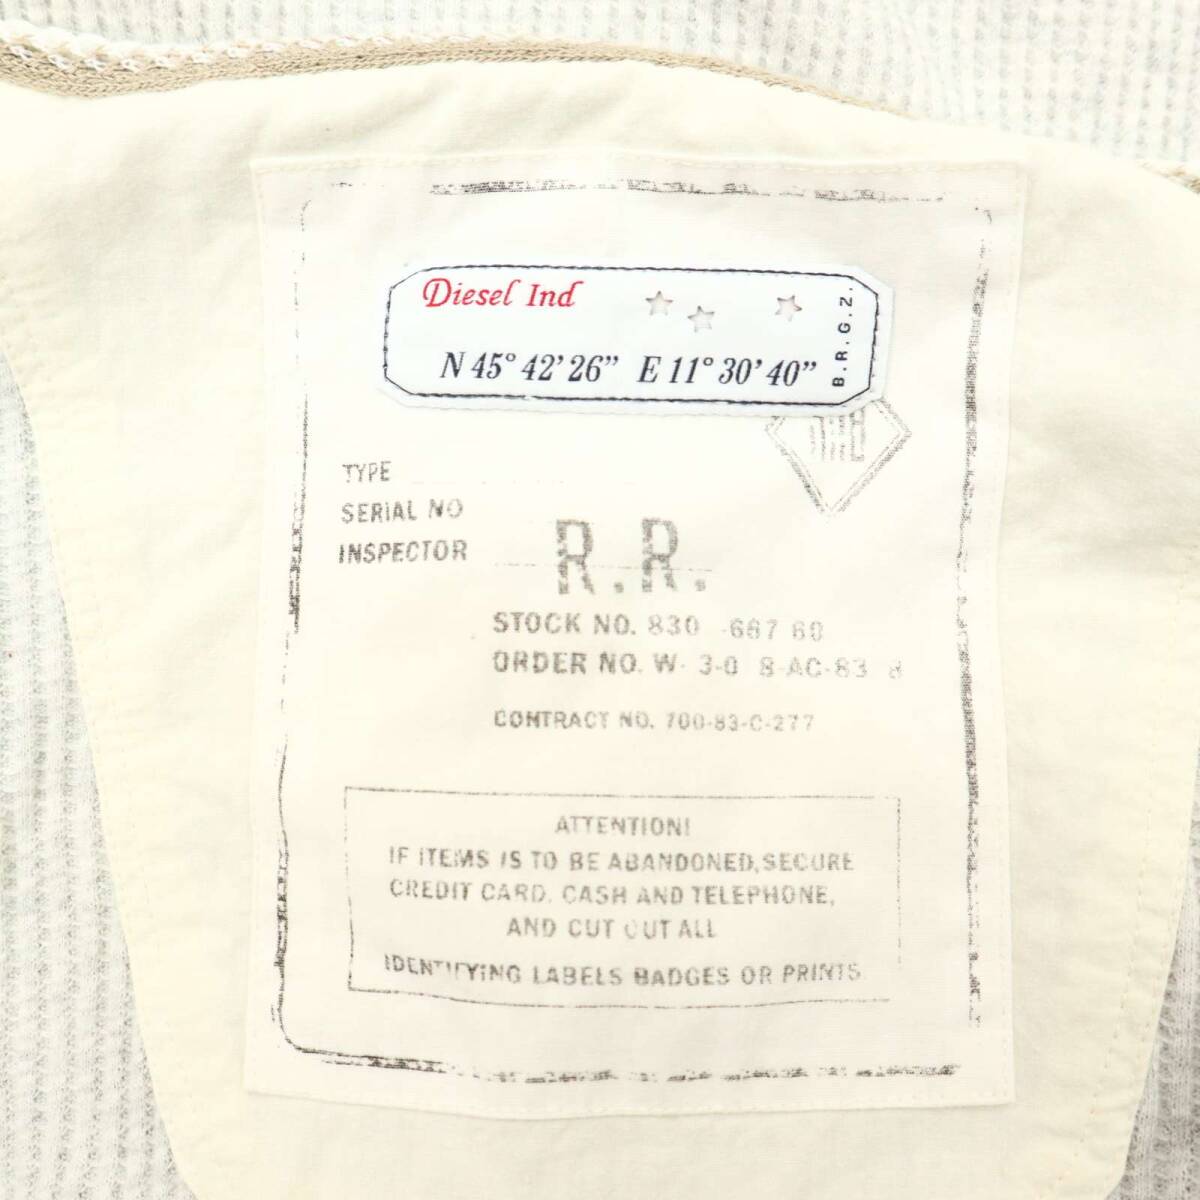 Diesel Ind
N 45° 42' 26" E 11° 30' 40"
B.R.G.Z.
TYPE
SERIAL NO
INSPECTOR
R.R.
STOCK NO. 830 -667 60
ORDER NO. W- 3-0 8-AC-83 8
CONTRACT NO. 700-83-C-277
ATTENTION!
IF ITEMS IS TO BE ABANDONED, SECURE
CREDIT CARD, CASH AND TELEPHONE,
AND CUT OUT ALL
IDENTIFYING LABELS BADGES OR PRINTS